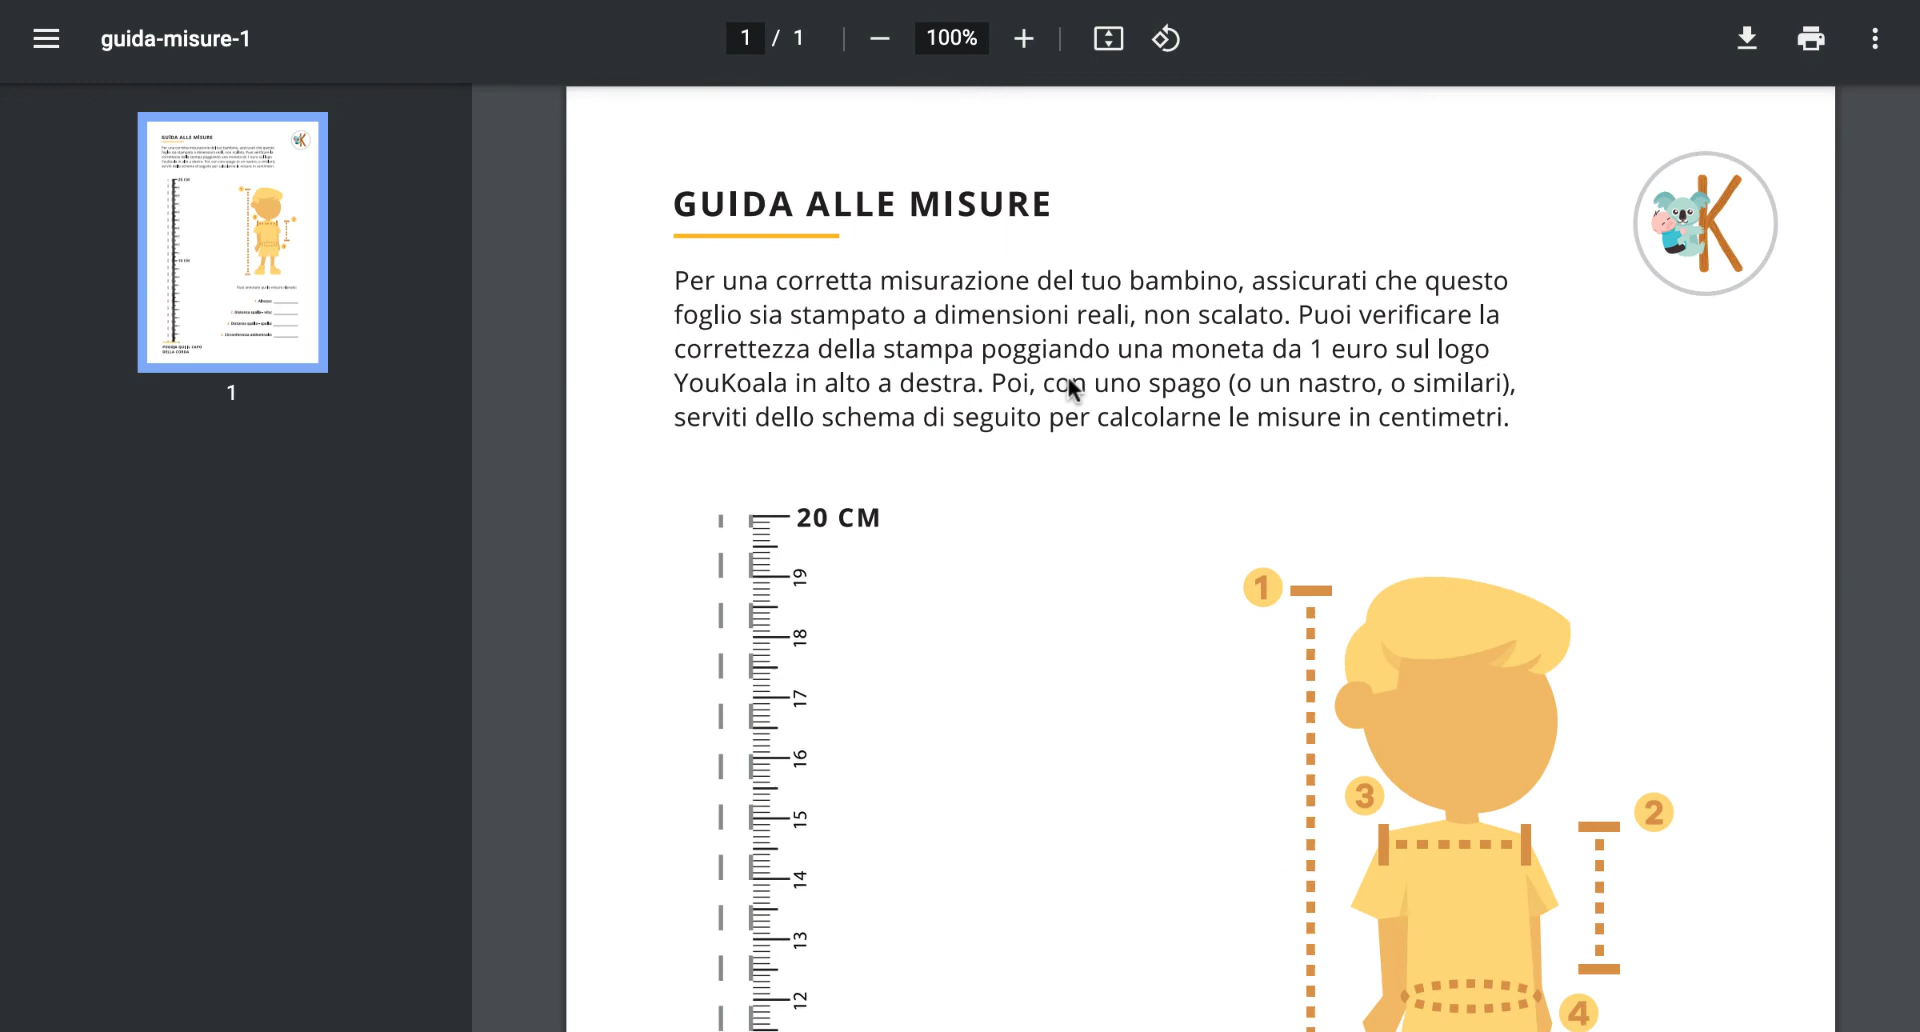 guida-misure-1
1 / 1
100%
GUIDA ALLE MISURE
1
GUIDA ALLE MISURE
Per una corretta misurazione del tuo bambino, assicurati che questo
foglio sia stampato a dimensioni reali, non scalato. Puoi verificare la
correttezza della stampa poggiando una moneta da 1 euro sul logo
YouKoala in alto a destra. Poi, con uno spago (o un nastro, o similari),
serviti dello schema di seguito per calcolarne le misure in centimetri.
K
20 CM
19
18
17
16
15
14
13
12
1
3
2
4